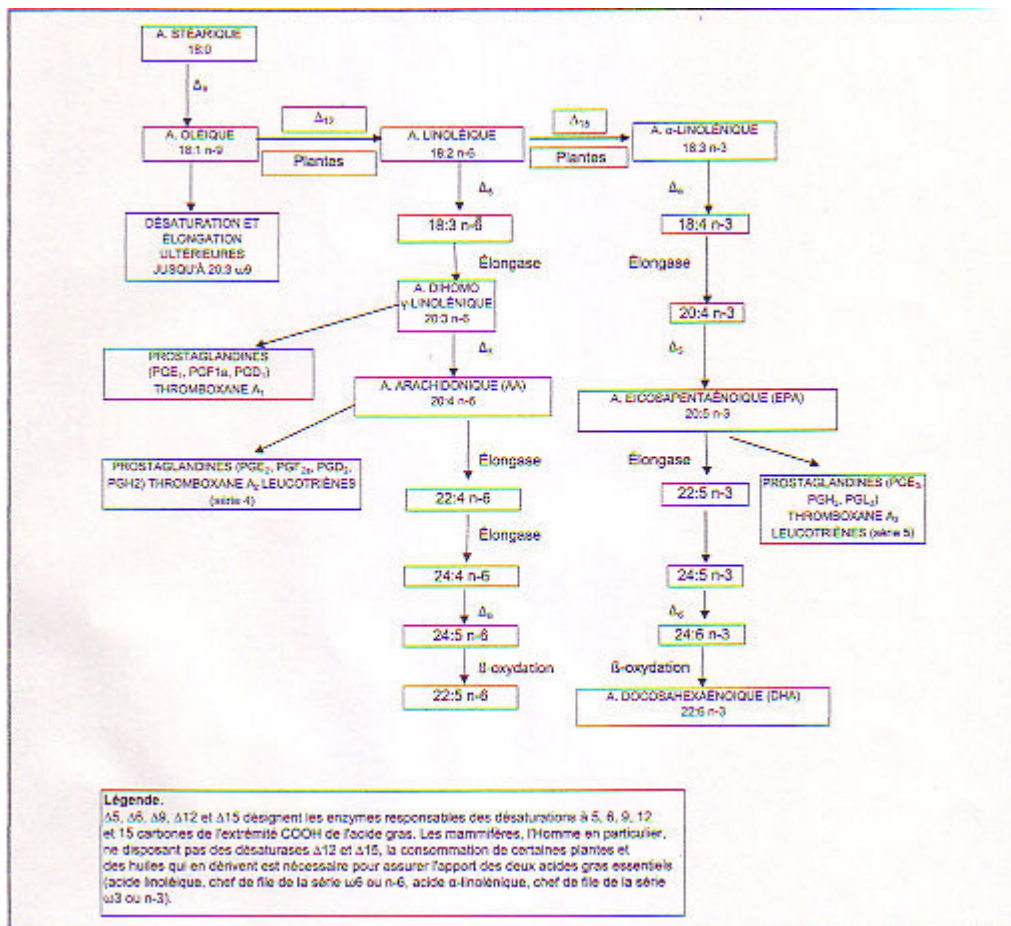 A. STÉARIQUE
18:0
Δ9
A. OLÉIQUE
18:1 n-9
Δ12
Plantes
A. LINOLÉIQUE
18:2 n-6
Δ15
Plantes
A. α-LINOLÉNIQUE
18:3 n-3
DÉSATURATION ET
ÉLONGATION
ULTÉRIEURES
JUSQU'À 20:3 ω9
Δ6
18:3 n-6
Élongase
A. DIHOMO
γ-LINOLÉNIQUE
20:3 n-6
PROSTAGLANDINES
(PGE1, PGF1a, PGD1)
THROMBOXANE A1
Δ5
A. ARACHIDONIQUE (AA)
20:4 n-6
PROSTAGLANDINES (PGE2, PGF2a, PGD2,
PGH2) THROMBOXANE A2 LEUCOTRIÈNES
(série 4)
Élongase
22:4 n-6
Élongase
24:4 n-6
Δ6
24:5 n-6
ß-oxydation
22:5 n-6
Δ6
18:4 n-3
Élongase
20:4 n-3
Δ5
A. EICOSAPENTAÉNOIQUE (EPA)
20:5 n-3
PROSTAGLANDINES (PGE3,
PGH3,
THROMBOXANE A3
LEUCOTRIÈNES (série 5)
Élongase
22:5 n-3
24:5 n-3
Δ6
24:6 n-3
ß-oxydation
A. DOCOSAHEXAENOIQUE (DHA)
22:6 n-3
Légende.
Δ5, Δ6, Δ9, Δ12 et Δ15 désignent les enzymes responsables des désaturations à 5, 6, 9, 12
et 15 carbones de l'extrémité COOH de l'acide gras. Les mammifères, l'Homme en particulier,
ne disposant pas des désaturases Δ12 et Δ15, la consommation de certaines plantes et
des huiles qui en dérivent est nécessaire pour assurer l'apport des deux acides gras essentiels
(acide linoléique, chef de file de la série ω6 ou n-6, acide α-linolénique, chef de file de la série
ω3 ou n-3).